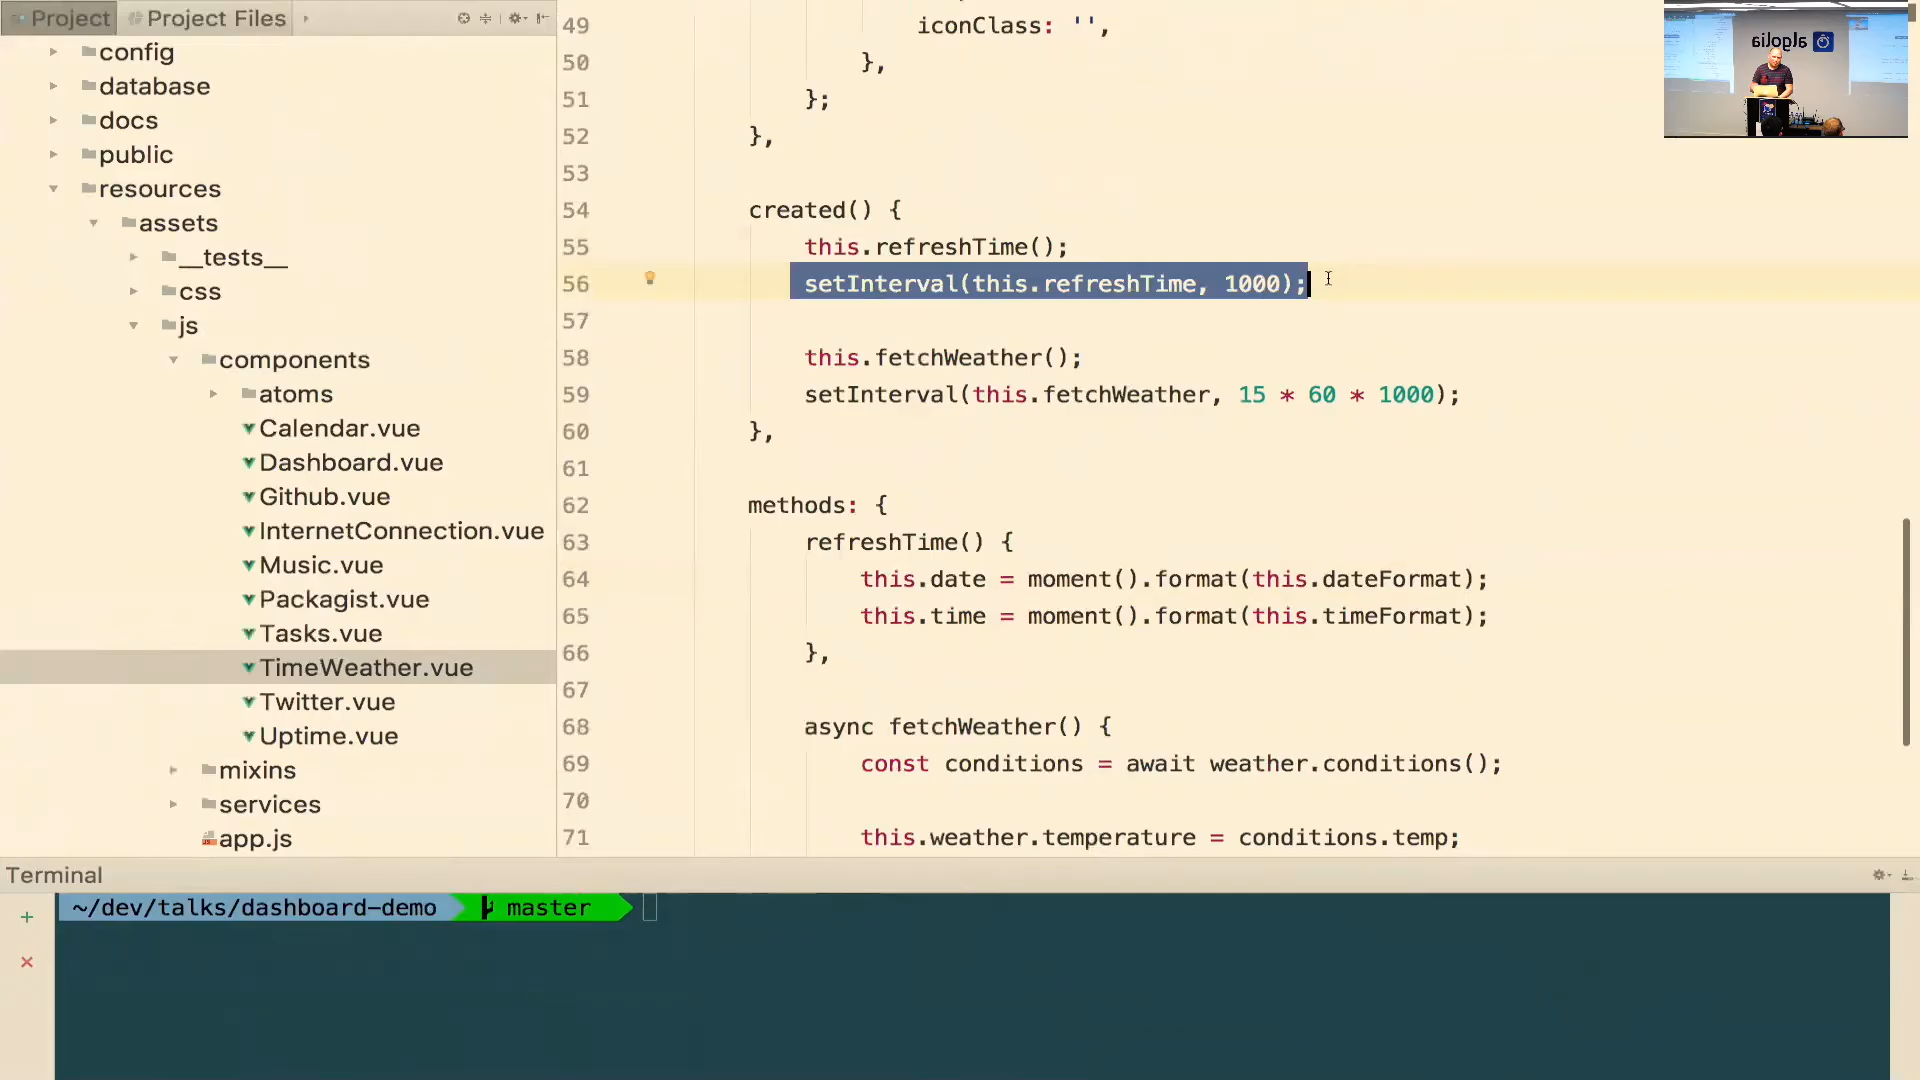 Project
Project Files
config
database
docs
public
resources
assets
__tests__
css
js
components
atoms
Calendar.vue
Dashboard.vue
Github.vue
InternetConnection.vue
Music.vue
Packagist.vue
Tasks.vue
TimeWeather.vue
Twitter.vue
Uptime.vue
mixins
services
app.js
49 iconClass: '',
50 },
51 };
52 },
53
54 created() {
55 this.refreshTime();
56 setInterval(this.refreshTime, 1000);
57
58 this.fetchWeather();
59 setInterval(this.fetchWeather, 15 * 60 * 1000);
60 },
61
62 methods: {
63 refreshTime() {
64 this.date = moment().format(this.dateFormat);
65 this.time = moment().format(this.timeFormat);
66 },
67
68 async fetchWeather() {
69 const conditions = await weather.conditions();
70
71 this.weather.temperature = conditions.temp;
algolia
Terminal
~/dev/talks/dashboard-demo master